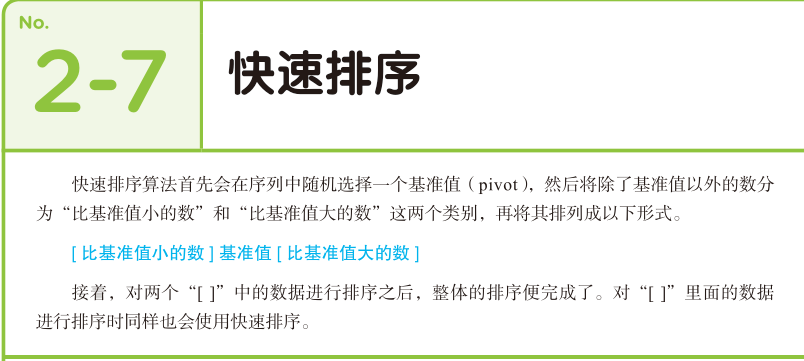 No.
2-7
快速排序
快速排序算法首先会在序列中随机选择一个基准值（pivot），然后将除了基准值以外的数分
为“比基准值小的数”和“比基准值大的数”这两个类别，再将其排列成以下形式。
[ 比基准值小的数 ] 基准值 [ 比基准值大的数 ]
接着，对两个“[ ]”中的数据进行排序之后，整体的排序便完成了。对“[ ]”里面的数据
进行排序时同样也会使用快速排序。